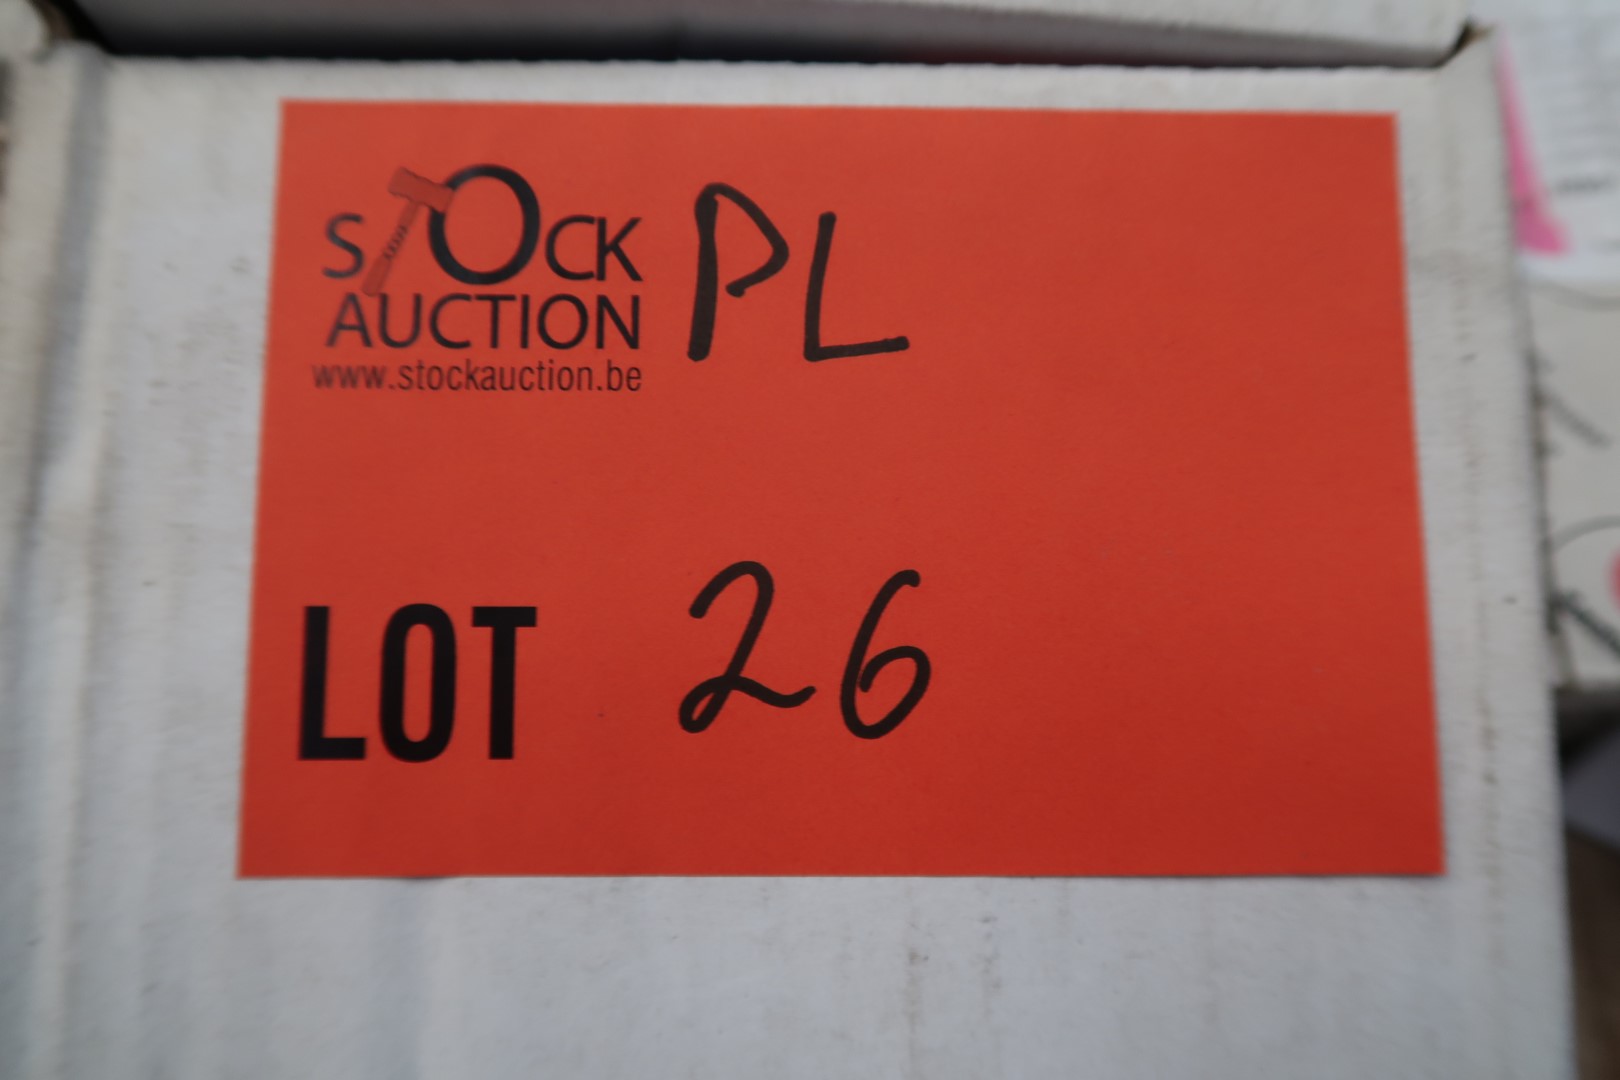 STOCK PL
AUCTION
www.stockauction.be
LOT 26